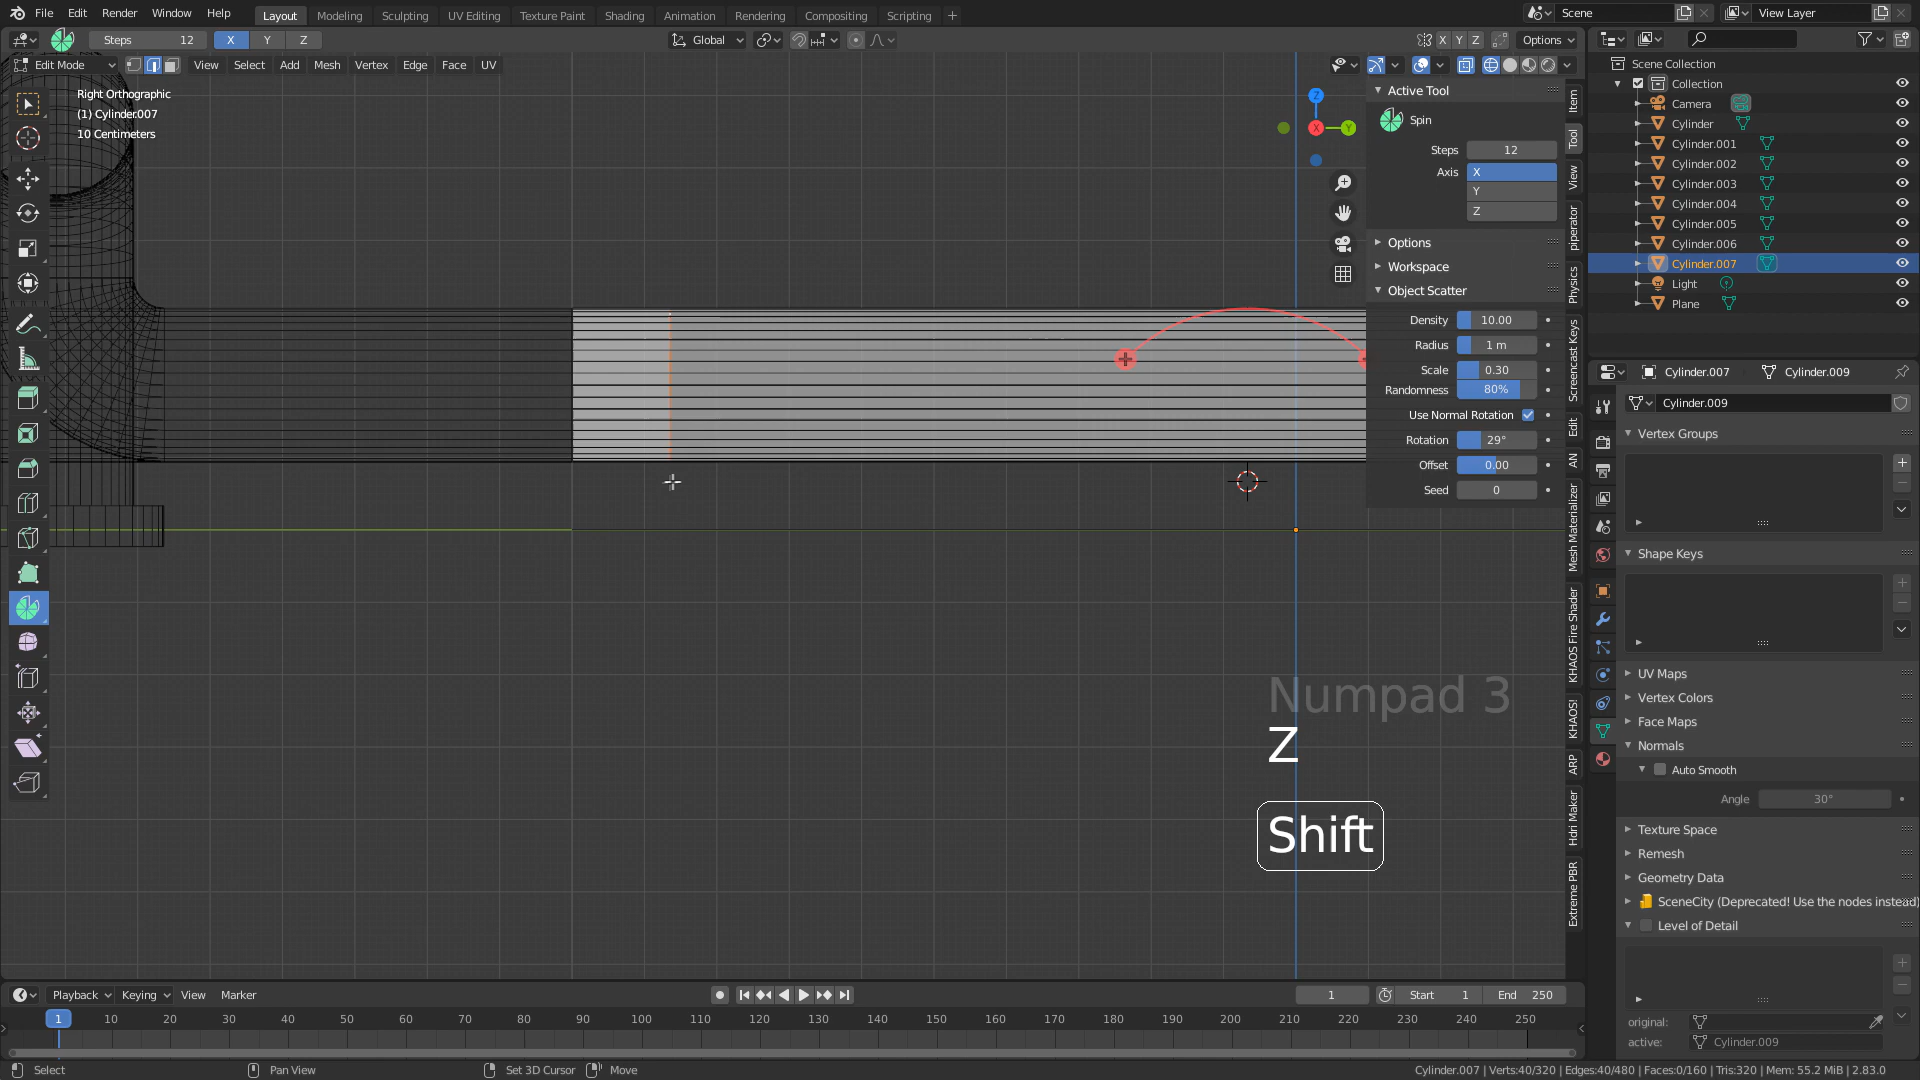 File Edit Render Window Help Layout Modeling Sculpting UV Editing Texture Paint Shading Animation Rendering Compositing Scripting Scene View Layer
Steps 12 X Y Z Global X Y Z Options
Edit Mode View Select Add Mesh Vertex Edge Face UV
Right Orthographic
(1) Cylinder.007
10 Centimeters
Z
X
Y
Active Tool
Spin
Steps 12
Axis X
Y
Z
Options
Workspace
Object Scatter
Density 10.00
Radius 1 m
Scale 0.30
Randomness 80%
Use Normal Rotation
Rotation 29°
Offset 0.00
Seed 0
Item
Tool
View
piperator
Physics
Screencast Keys
Edit
AN
Mesh Materializer
KHAOS Fire Shader
KHAOS!
ARP
Hdri Maker
Extreme PBR
Numpad 3
Z
Shift
Scene Collection
Collection
Camera
Cylinder
Cylinder.001
Cylinder.002
Cylinder.003
Cylinder.004
Cylinder.005
Cylinder.006
Cylinder.007
Light
Plane
Cylinder.007 Cylinder.009
Cylinder.009
Vertex Groups
Shape Keys
UV Maps
Vertex Colors
Face Maps
Normals
Auto Smooth
Angle 30°
Texture Space
Remesh
Geometry Data
SceneCity (Deprecated! Use the nodes instead)
Level of Detail
original:
active: Cylinder.009
Playback Keying View Marker 1 Start 1 End 250
1 10 20 30 40 50 60 70 80 90 100 110 120 130 140 150 160 170 180 190 200 210 220 230 240 250
Select Pan View Set 3D Cursor Move Cylinder.007 | Verts:40/320 | Edges:40/480 | Faces:0/160 | Tris:320 | Mem: 55.2 MiB | 2.83.0